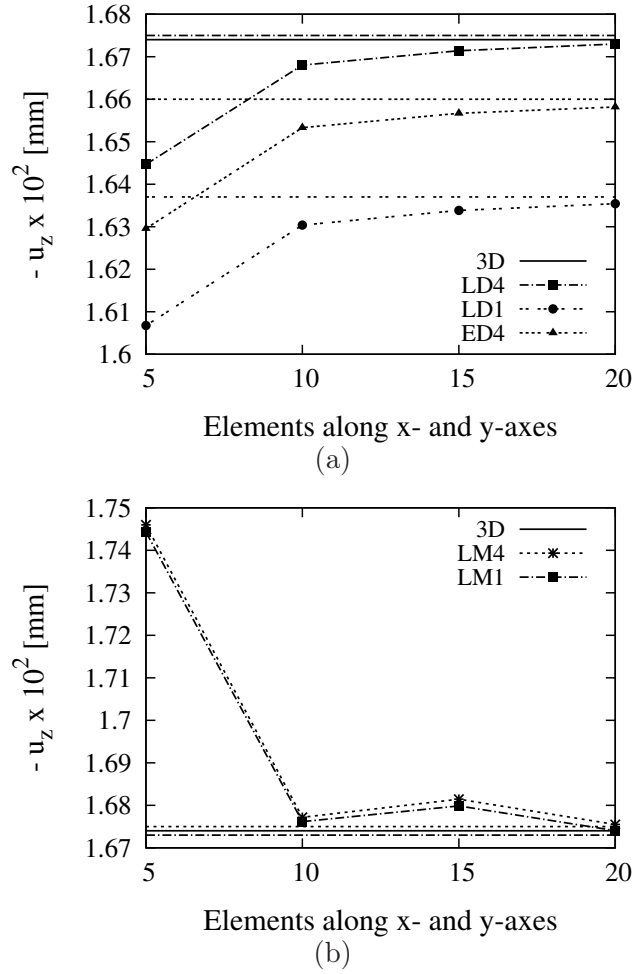 1.68
1.67
1.66
1.65
1.64
1.63
1.62
1.61
1.6
- u_z x 10^2 [mm]
3D
LD4
LD1
ED4
5 10 15 20
Elements along x- and y-axes
(a)
1.75
1.74
1.73
1.72
1.71
1.7
1.69
1.68
1.67
- u_z x 10^2 [mm]
3D
LM4
LM1
5 10 15 20
Elements along x- and y-axes
(b)